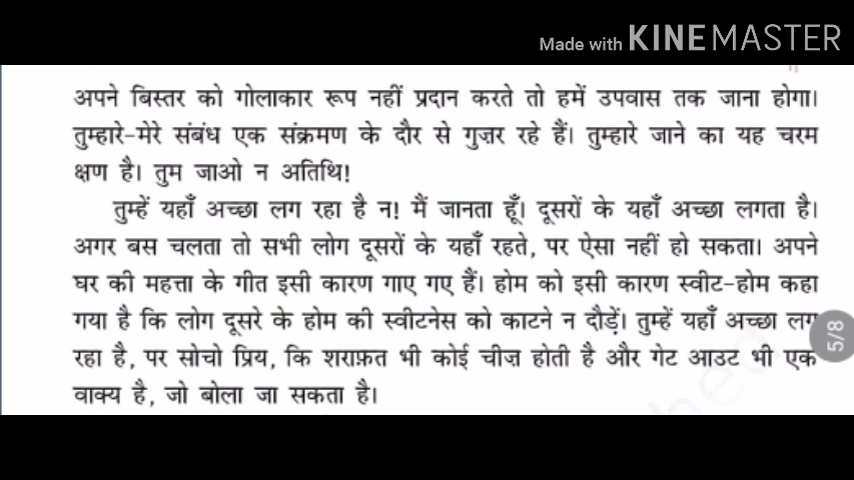 Made with KINEMASTER
अपने बिस्तर को गोलाकार रूप नहीं प्रदान करते तो हमें उपवास तक जाना होगा।
तुम्हारे-मेरे संबंध एक संक्रमण के दौर से गुज़र रहे हैं। तुम्हारे जाने का यह चरम
क्षण है। तुम जाओ न अतिथि!
तुम्हें यहाँ अच्छा लग रहा है न! मैं जानता हूँ। दूसरों के यहाँ अच्छा लगता है।
अगर बस चलता तो सभी लोग दूसरों के यहाँ रहते, पर ऐसा नहीं हो सकता। अपने
घर की महत्ता के गीत इसी कारण गाए गए हैं। होम को इसी कारण स्वीट-होम कहा
गया है कि लोग दूसरे के होम की स्वीटनेस को काटने न दौड़ें। तुम्हें यहाँ अच्छा लग
5/8
रहा है, पर सोचो प्रिय, कि शराफ़त भी कोई चीज़ होती है और गेट आउट भी एक
वाक्य है, जो बोला जा सकता है।